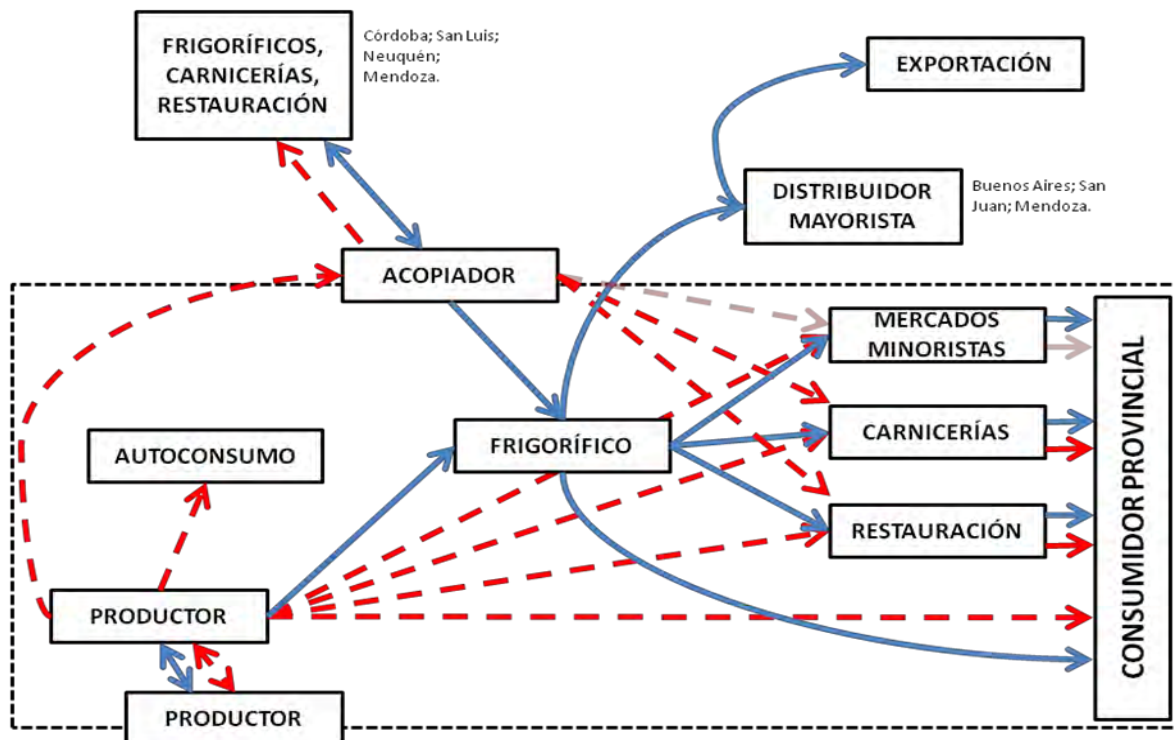 FRIGORÍFICOS,
CARNICERÍAS,
RESTAURACIÓN
Córdoba; San Luis;
Neuquén;
Mendoza.
EXPORTACIÓN
DISTRIBUIDOR
MAYORISTA
Buenos Aires; San
Juan; Mendoza.
ACOPIADOR
MERCADOS
MINORISTAS
CARNICERÍAS
FRIGORÍFICO
AUTOCONSUMO
RESTAURACIÓN
PRODUCTOR
PRODUCTOR
CONSUMIDOR PROVINCIAL